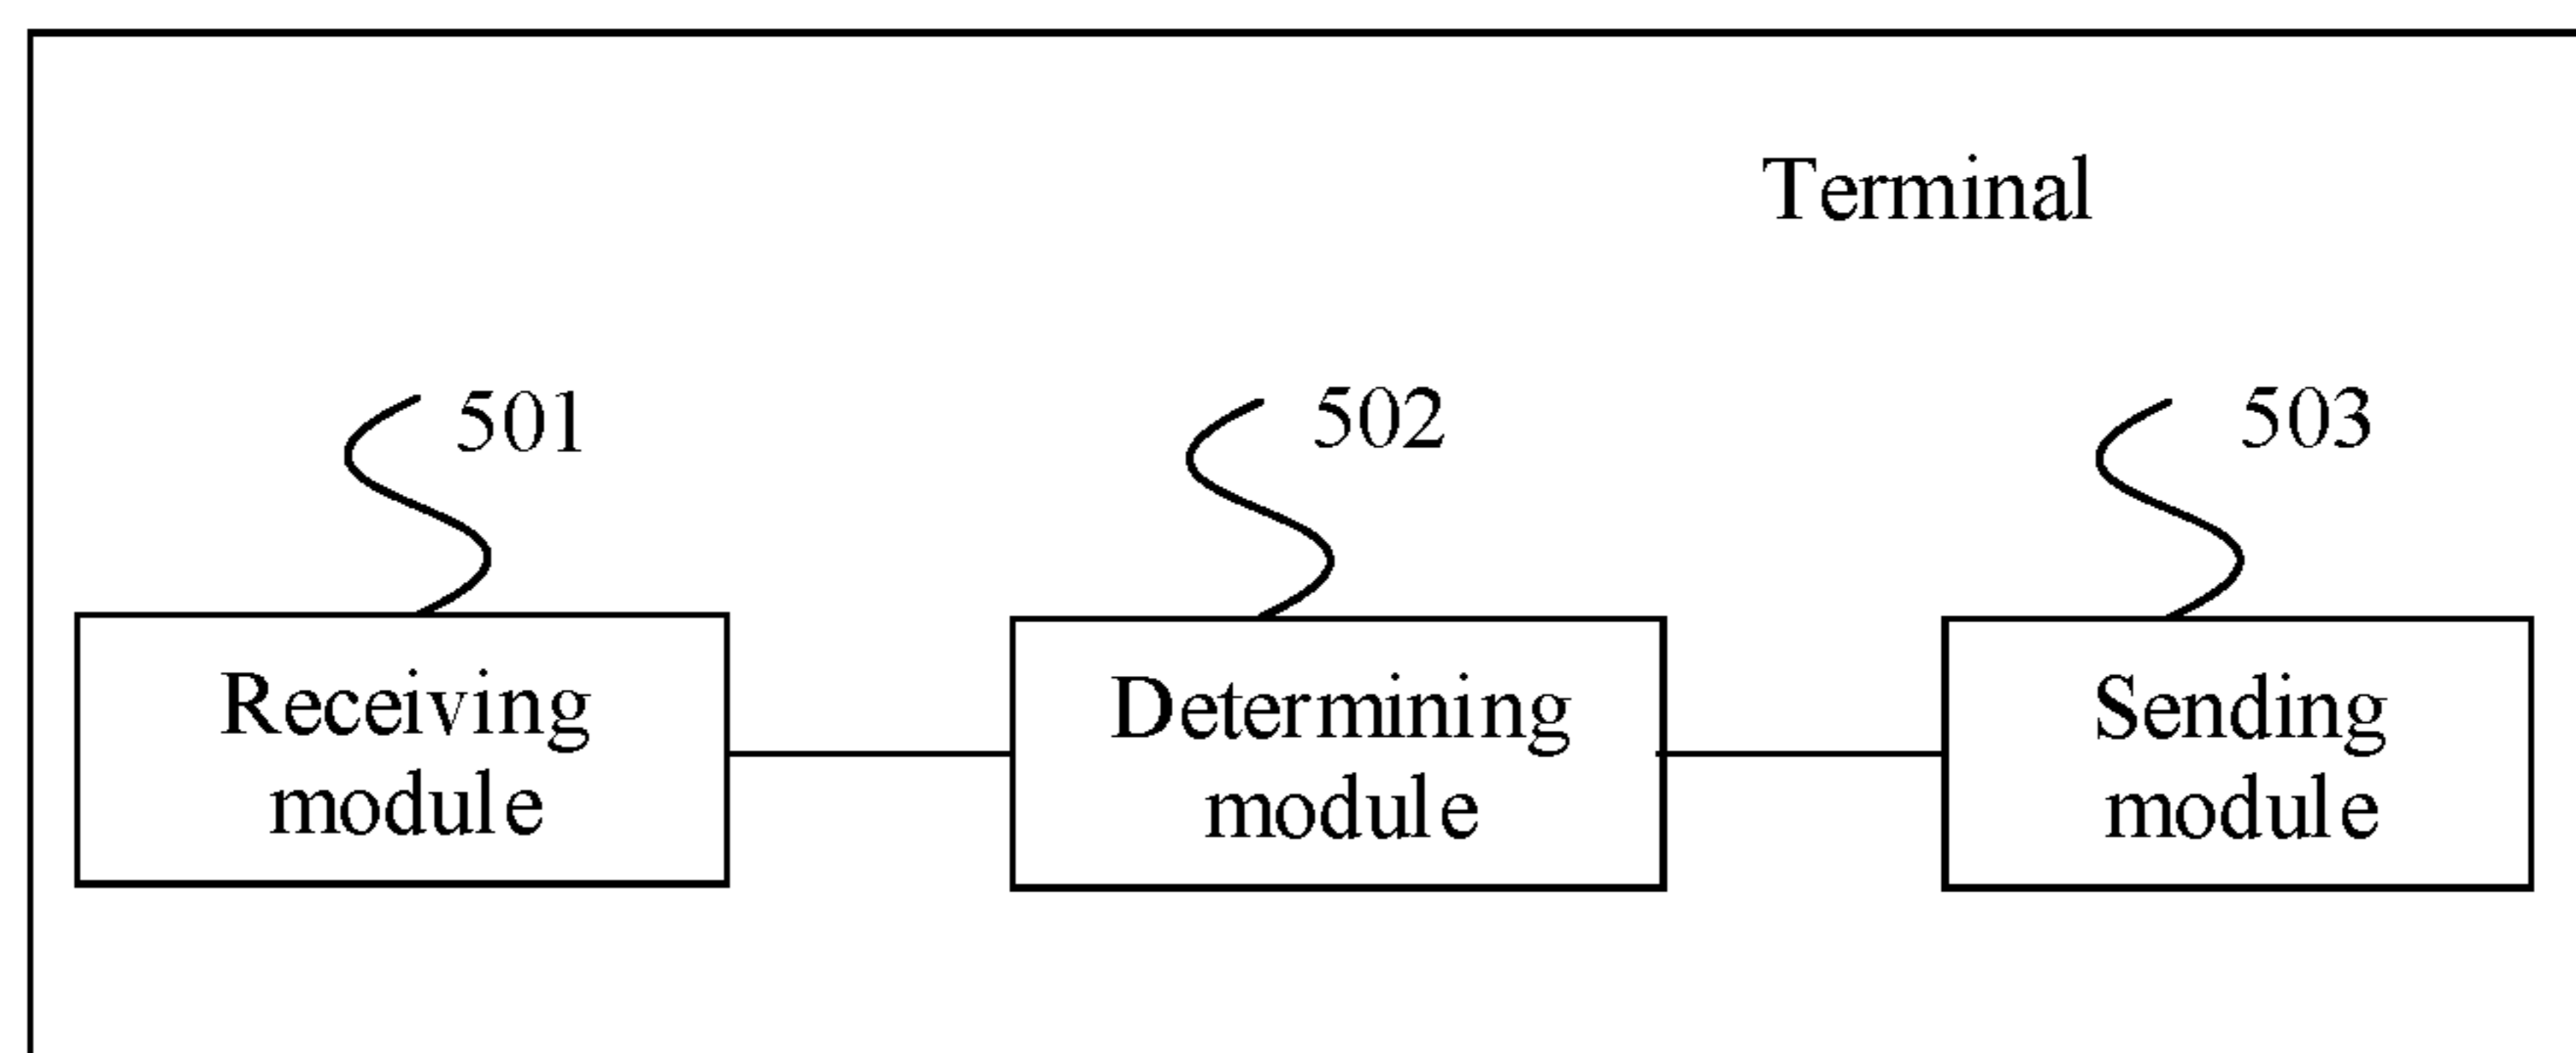 Terminal
501
502
503
Receiving
module
Determining
module
Sending
module